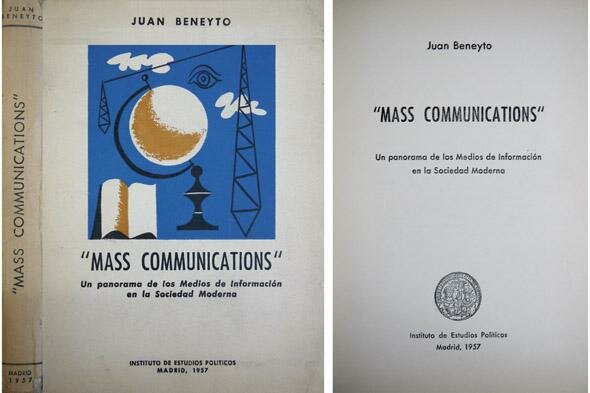 JUAN
BENEYTO
"MASS COMMUNICATIONS"
MADRID
1957
JUAN BENEYTO
"MASS COMMUNICATIONS"
Un panorama de los Medios de Información
en la Sociedad Moderna
INSTITUTO DE ESTUDIOS POLITICOS
MADRID, 1957
Juan Beneyto
"MASS COMMUNICATIONS"
Un panorama de los Medios de Información
en la Sociedad Moderna
Instituto de Estudios Políticos
Madrid, 1957